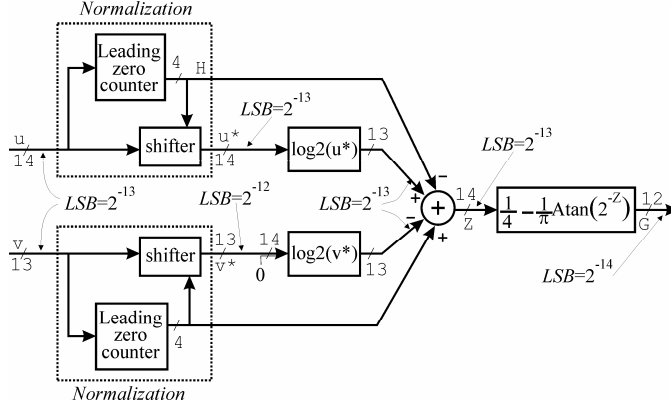 Normalization
Leading
zero
counter
4 H
u
14
shifter
u*
14
LSB=2^-13
log2(u*)
13
LSB=2^-13
LSB=2^-12
LSB=2^-13
LSB=2^-13
−
+
−
+
+
14
Z
1/4 − 1/π Atan(2^-Z)
12
G
LSB=2^-14
v
13
shifter
13
v*
14
0
log2(v*)
13
Leading
zero
counter
4
Normalization